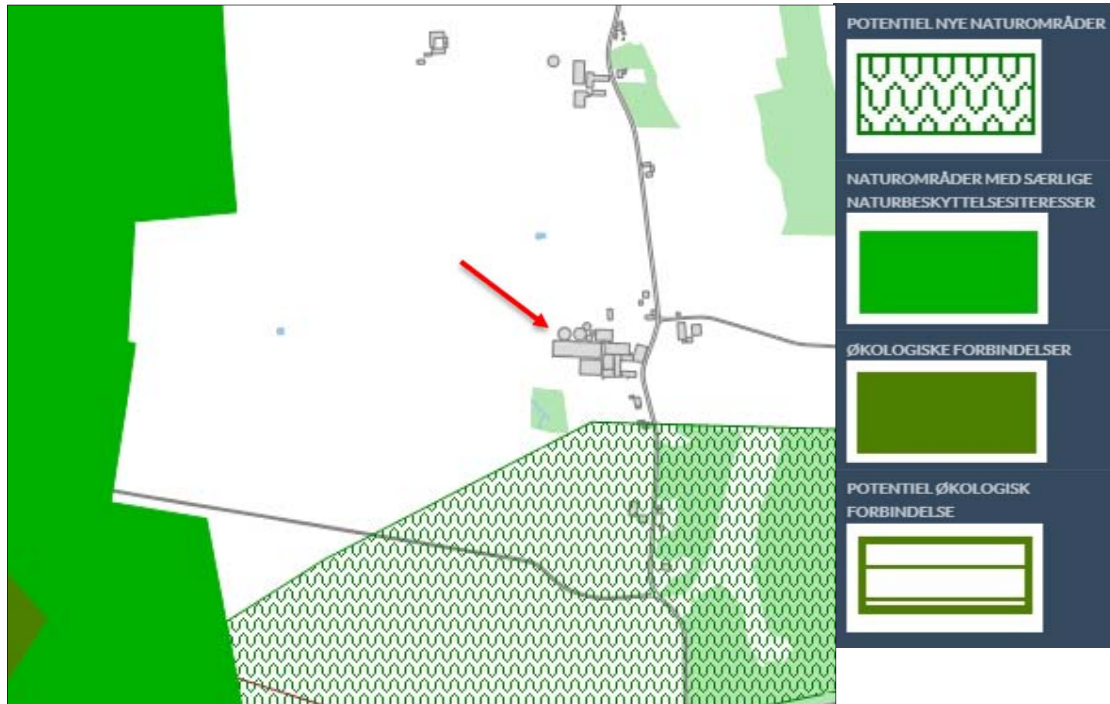 POTENTIEL NYE NATUROMRÅDER
NATUROMRÅDER MED SÆRLIGE
NATURBESKYTTELSESITERESSER
ØKOLOGISKE FORBINDELSER
POTENTIEL ØKOLOGISK
FORBINDELSE